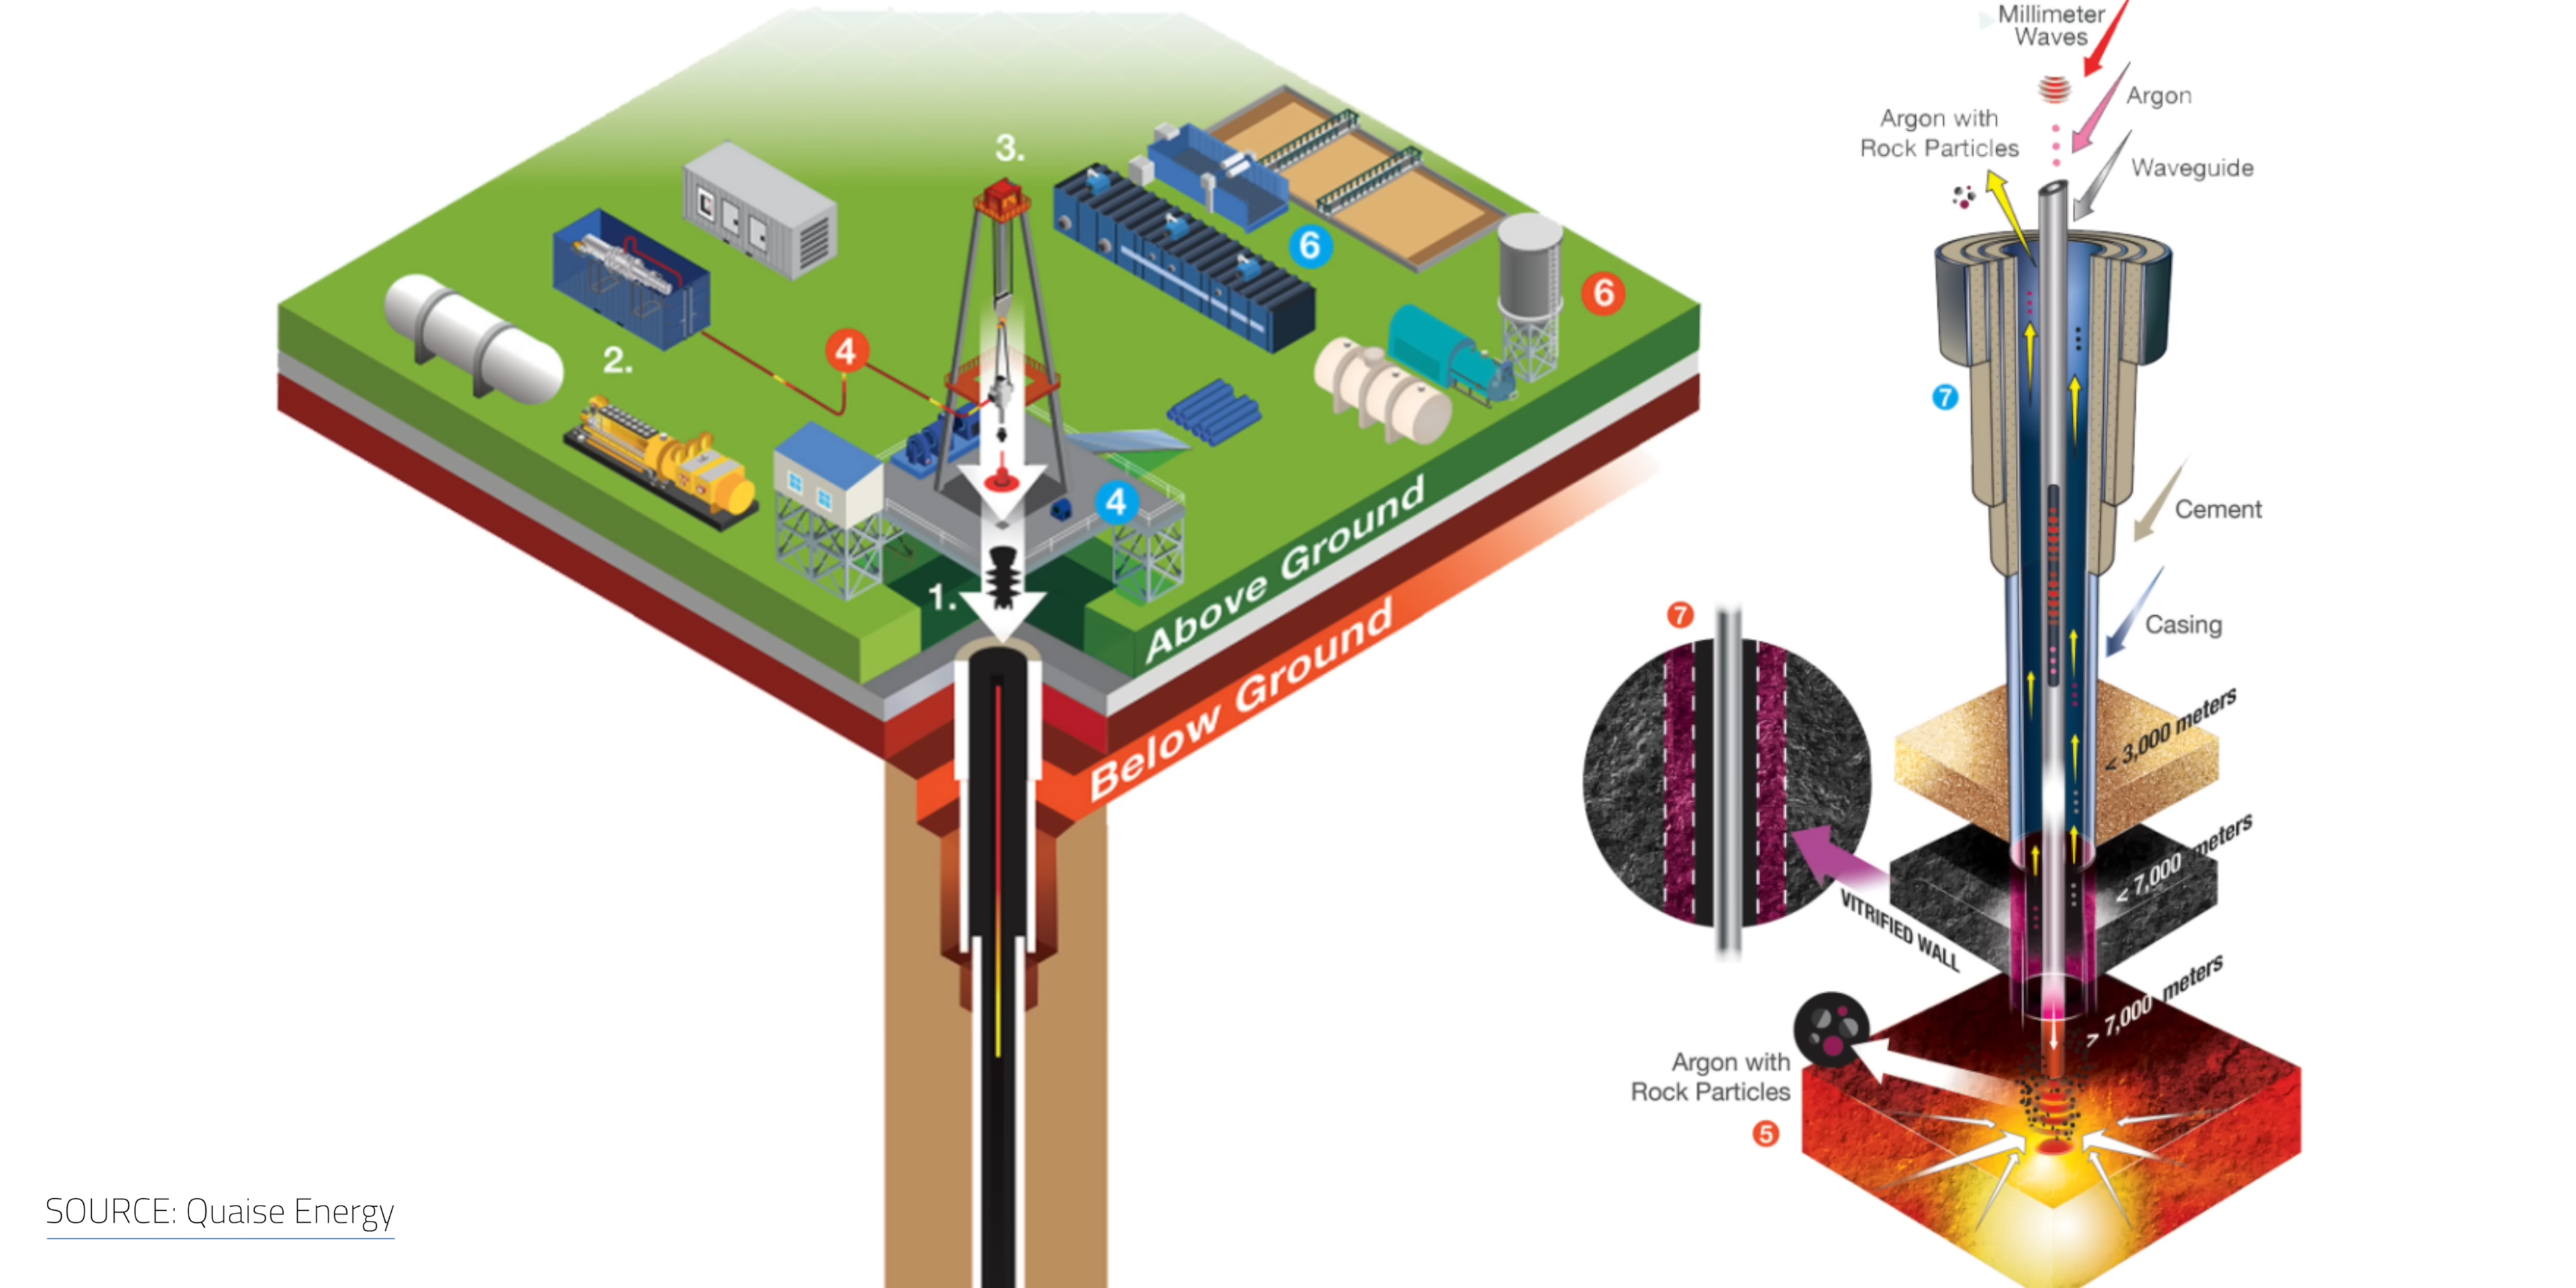 3.
6
6
4
2.
4
1.
Above Ground
Below Ground
SOURCE: Quaise Energy
Millimeter
Waves
Argon
Argon with
Rock Particles
Waveguide
7
Cement
Casing
7
< 3,000 meters
< 7,000 meters
VITRIFIED WALL
> 7,000 meters
Argon with
Rock Particles
5